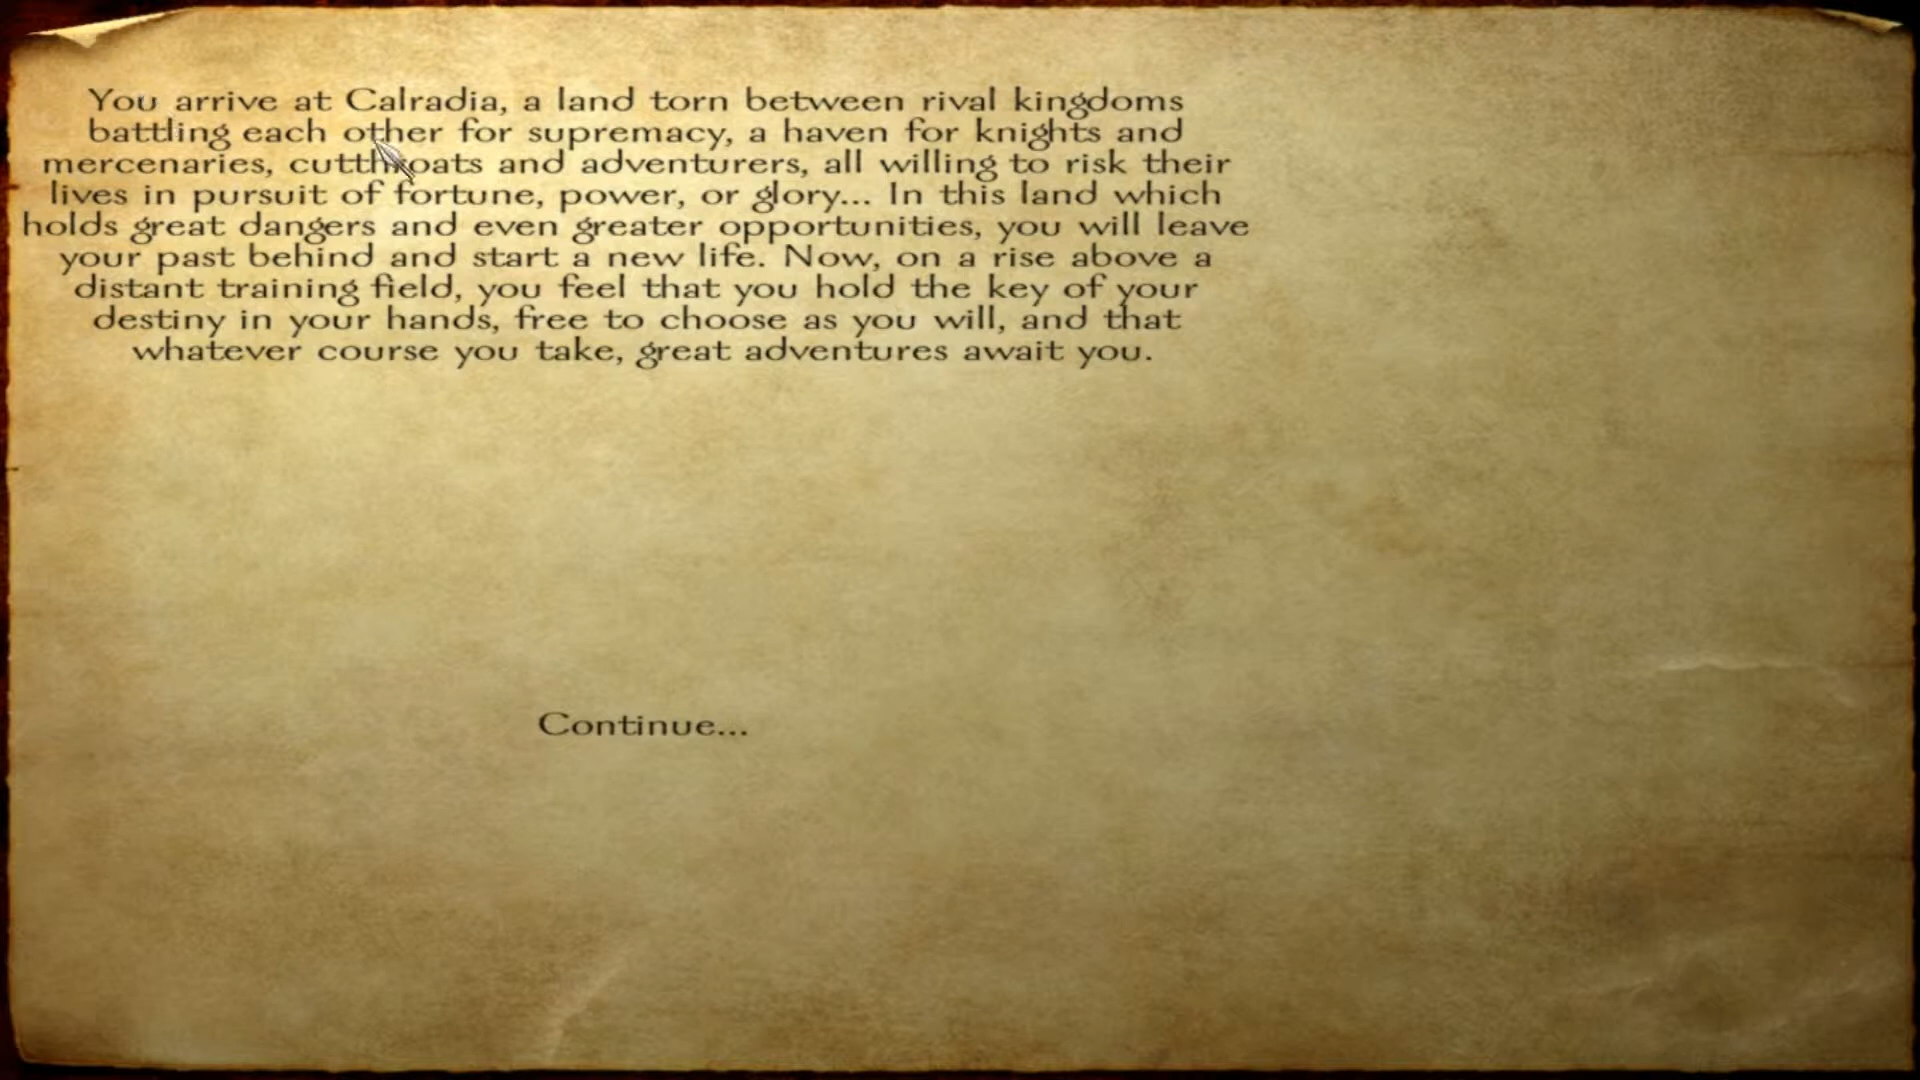 You arrive at Calradia, a land torn between rival kingdoms
battling each other for supremacy, a haven for knights and
mercenaries, cutthroats and adventurers, all willing to risk their
lives in pursuit of fortune, power, or glory... In this land which
holds great dangers and even greater opportunities, you will leave
your past behind and start a new life. Now, on a rise above a
distant training field, you feel that you hold the key of your
destiny in your hands, free to choose as you will, and that
whatever course you take, great adventures await you.
Continue...